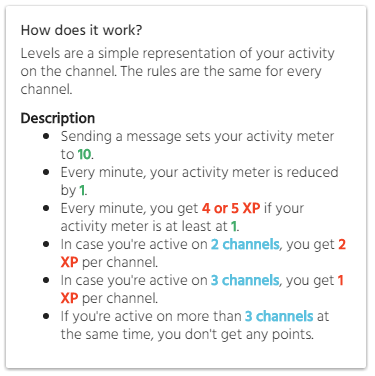 How does it work?
Levels are a simple representation of your activity
on the channel. The rules are the same for every
channel.
Description
• Sending a message sets your activity meter
to 10.
• Every minute, your activity meter is reduced
by 1.
• Every minute, you get 4 or 5 XP if your
activity meter is at least at 1.
• In case you're active on 2 channels, you get 2
XP per channel.
• In case you're active on 3 channels, you get 1
XP per channel.
• If you're active on more than 3 channels at
the same time, you don't get any points.